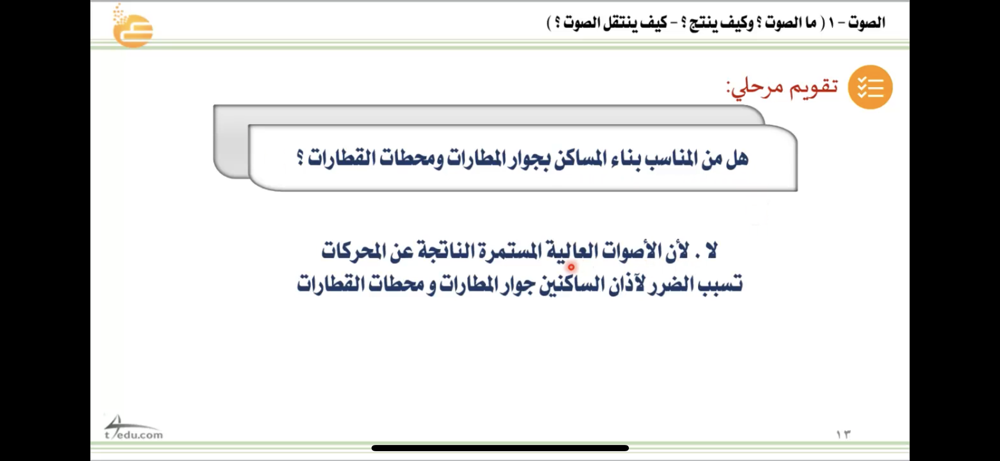 الصوت - ١ ( ما الصوت ؟ وكيف ينتج ؟ - كيف ينتقل الصوت ؟ )
تقويم مرحلي:
هل من المناسب بناء المساكن بجوار المطارات ومحطات القطارات ؟
لا . لأن الأصوات العالية المستمرة الناتجة عن المحركات
تسبب الضرر لآذان الساكنين جوار المطارات و محطات القطارات
t4edu.com
١٣